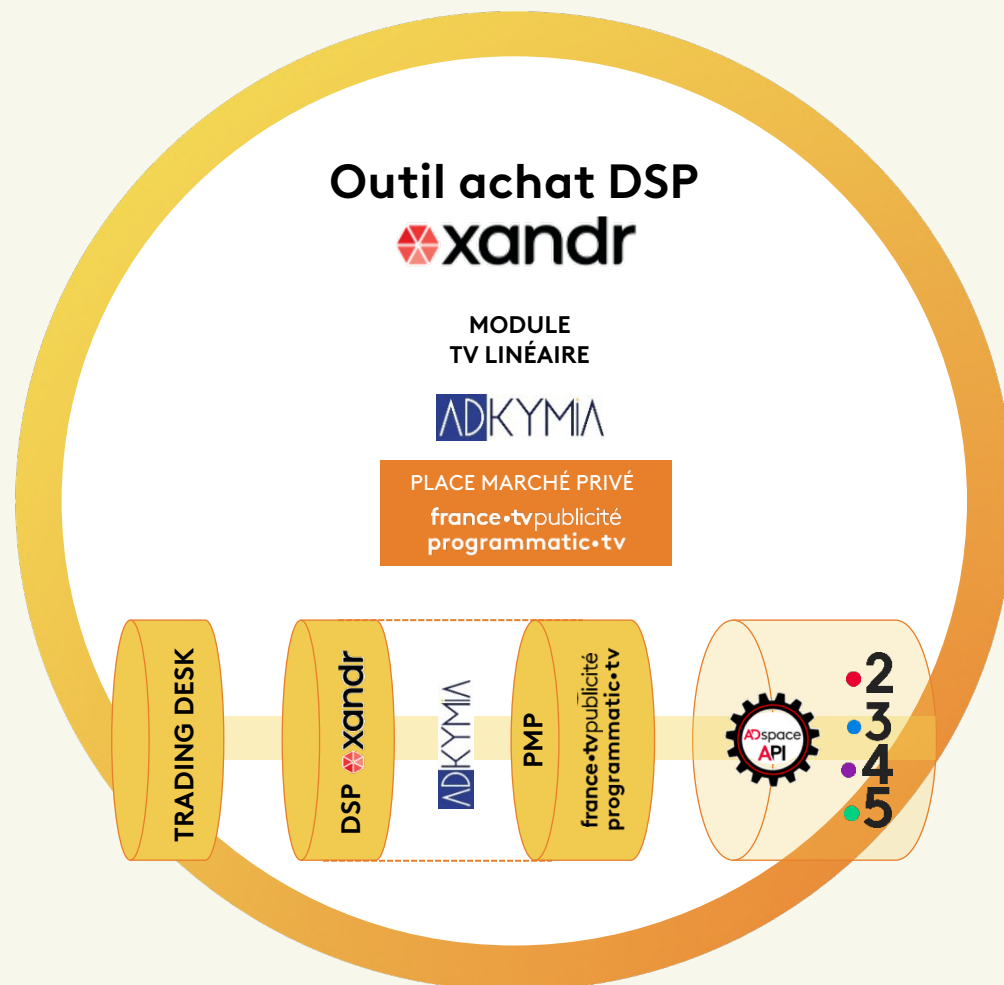 Outil achat DSP
xandr
MODULE
TV LINÉAIRE
ADKYMIA
PLACE MARCHÉ PRIVÉ
france•tvpublicité
programmatic•tv
TRADING DESK
DSP xandr
ADKYMIA
PMP
france•tvpublicité
programmatic•tv
ADspace
API
•2
•3
•4
•5